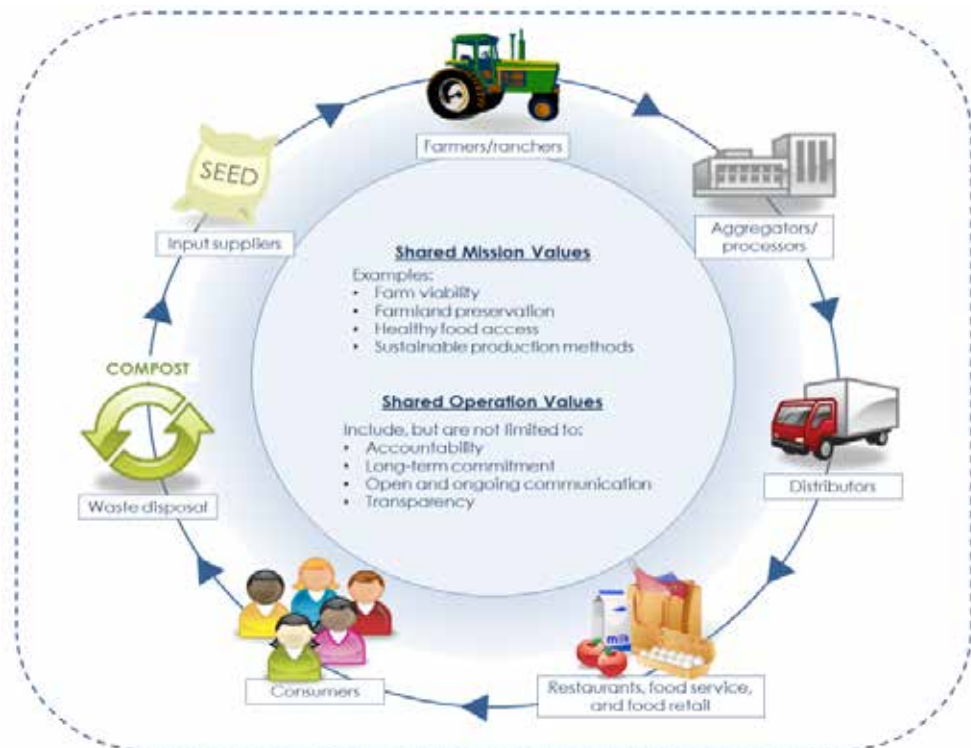 Farmers/ranchers
SEED
Input suppliers
Aggregators/
processors
Shared Mission Values
Examples:
• Farm viability
• Farmland preservation
• Healthy food access
• Sustainable production methods
COMPOST
Waste disposal
Shared Operation Values
Include, but are not limited to:
• Accountability
• Long-term commitment
• Open and ongoing communication
• Transparency
Distributors
milk
Restaurants, food service,
and food retail
Consumers